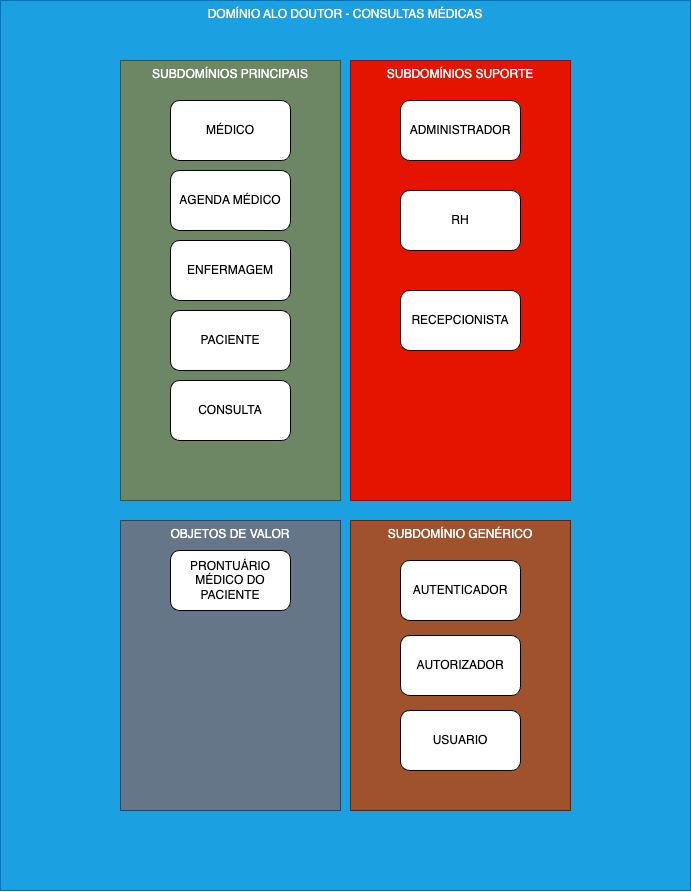 DOMÍNIO ALO DOUTOR - CONSULTAS MÉDICAS
SUBDOMÍNIOS PRINCIPAIS
MÉDICO
AGENDA MÉDICO
ENFERMAGEM
PACIENTE
CONSULTA
SUBDOMÍNIOS SUPORTE
ADMINISTRADOR
RH
RECEPCIONISTA
OBJETOS DE VALOR
PRONTUÁRIO
MÉDICO DO
PACIENTE
SUBDOMÍNIO GENÉRICO
AUTENTICADOR
AUTORIZADOR
USUARIO